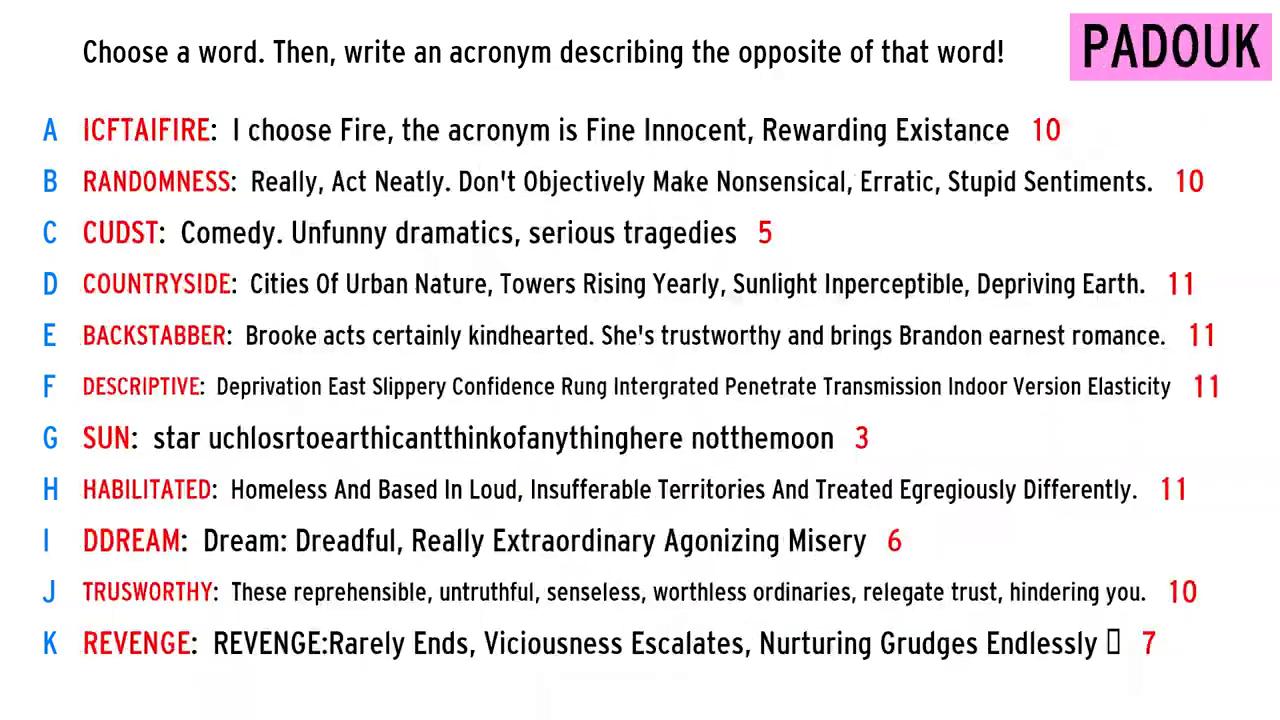 Choose a word. Then, write an acronym describing the opposite of that word! PADOUK
A ICFTAIFIRE: I choose Fire, the acronym is Fine Innocent, Rewarding Existance 10
B RANDOMNESS: Really, Act Neatly. Don't Objectively Make Nonsensical, Erratic, Stupid Sentiments. 10
C CUDST: Comedy. Unfunny dramatics, serious tragedies 5
D COUNTRYSIDE: Cities Of Urban Nature, Towers Rising Yearly, Sunlight Inperceptible, Depriving Earth. 11
E BACKSTABBER: Brooke acts certainly kindhearted. She's trustworthy and brings Brandon earnest romance. 11
F DESCRIPTIVE: Deprivation East Slippery Confidence Rung Intergrated Penetrate Transmission Indoor Version Elasticity 11
G SUN: star uchlosrtoearthicantthinkofanythinghere notthemoon 3
H HABILITATED: Homeless And Based In Loud, Insufferable Territories And Treated Egregiously Differently. 11
I DDREAM: Dream: Dreadful, Really Extraordinary Agonizing Misery 6
J TRUSWORTHY: These reprehensible, untruthful, senseless, worthless ordinaries, relegate trust, hindering you. 10
K REVENGE: REVENGE:Rarely Ends, Viciousness Escalates, Nurturing Grudges Endlessly 7